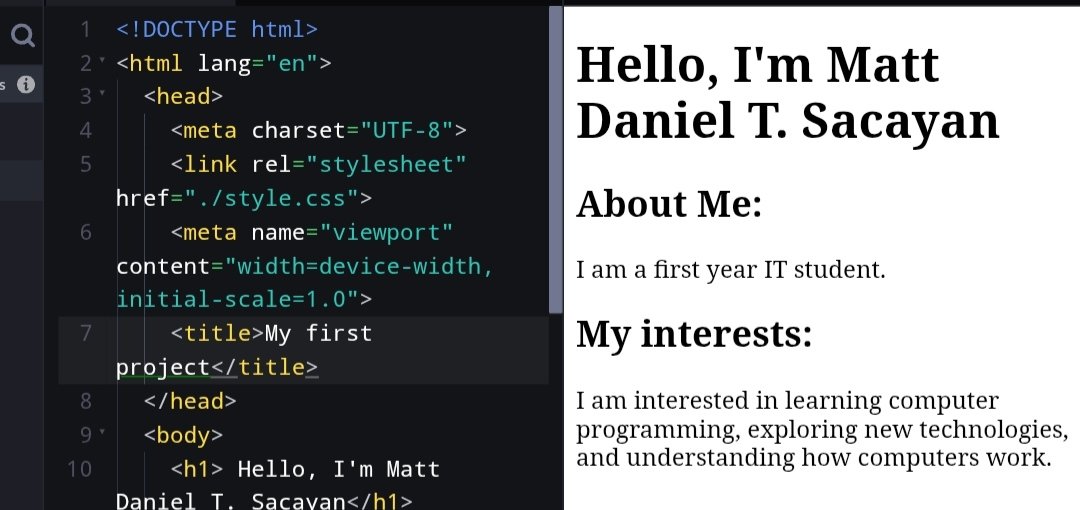 s
1 <!DOCTYPE html>
2 <html lang="en">
3 <head>
4 <meta charset="UTF-8">
5 <link rel="stylesheet"
href="./style.css">
6 <meta name="viewport"
content="width=device-width,
initial-scale=1.0">
7 <title>My first
project</title>
8 </head>
9 <body>
10 <h1> Hello, I'm Matt
Daniel T. Sacayan</h1>
Hello, I'm Matt
Daniel T. Sacayan
About Me:
I am a first year IT student.
My interests:
I am interested in learning computer
programming, exploring new technologies,
and understanding how computers work.